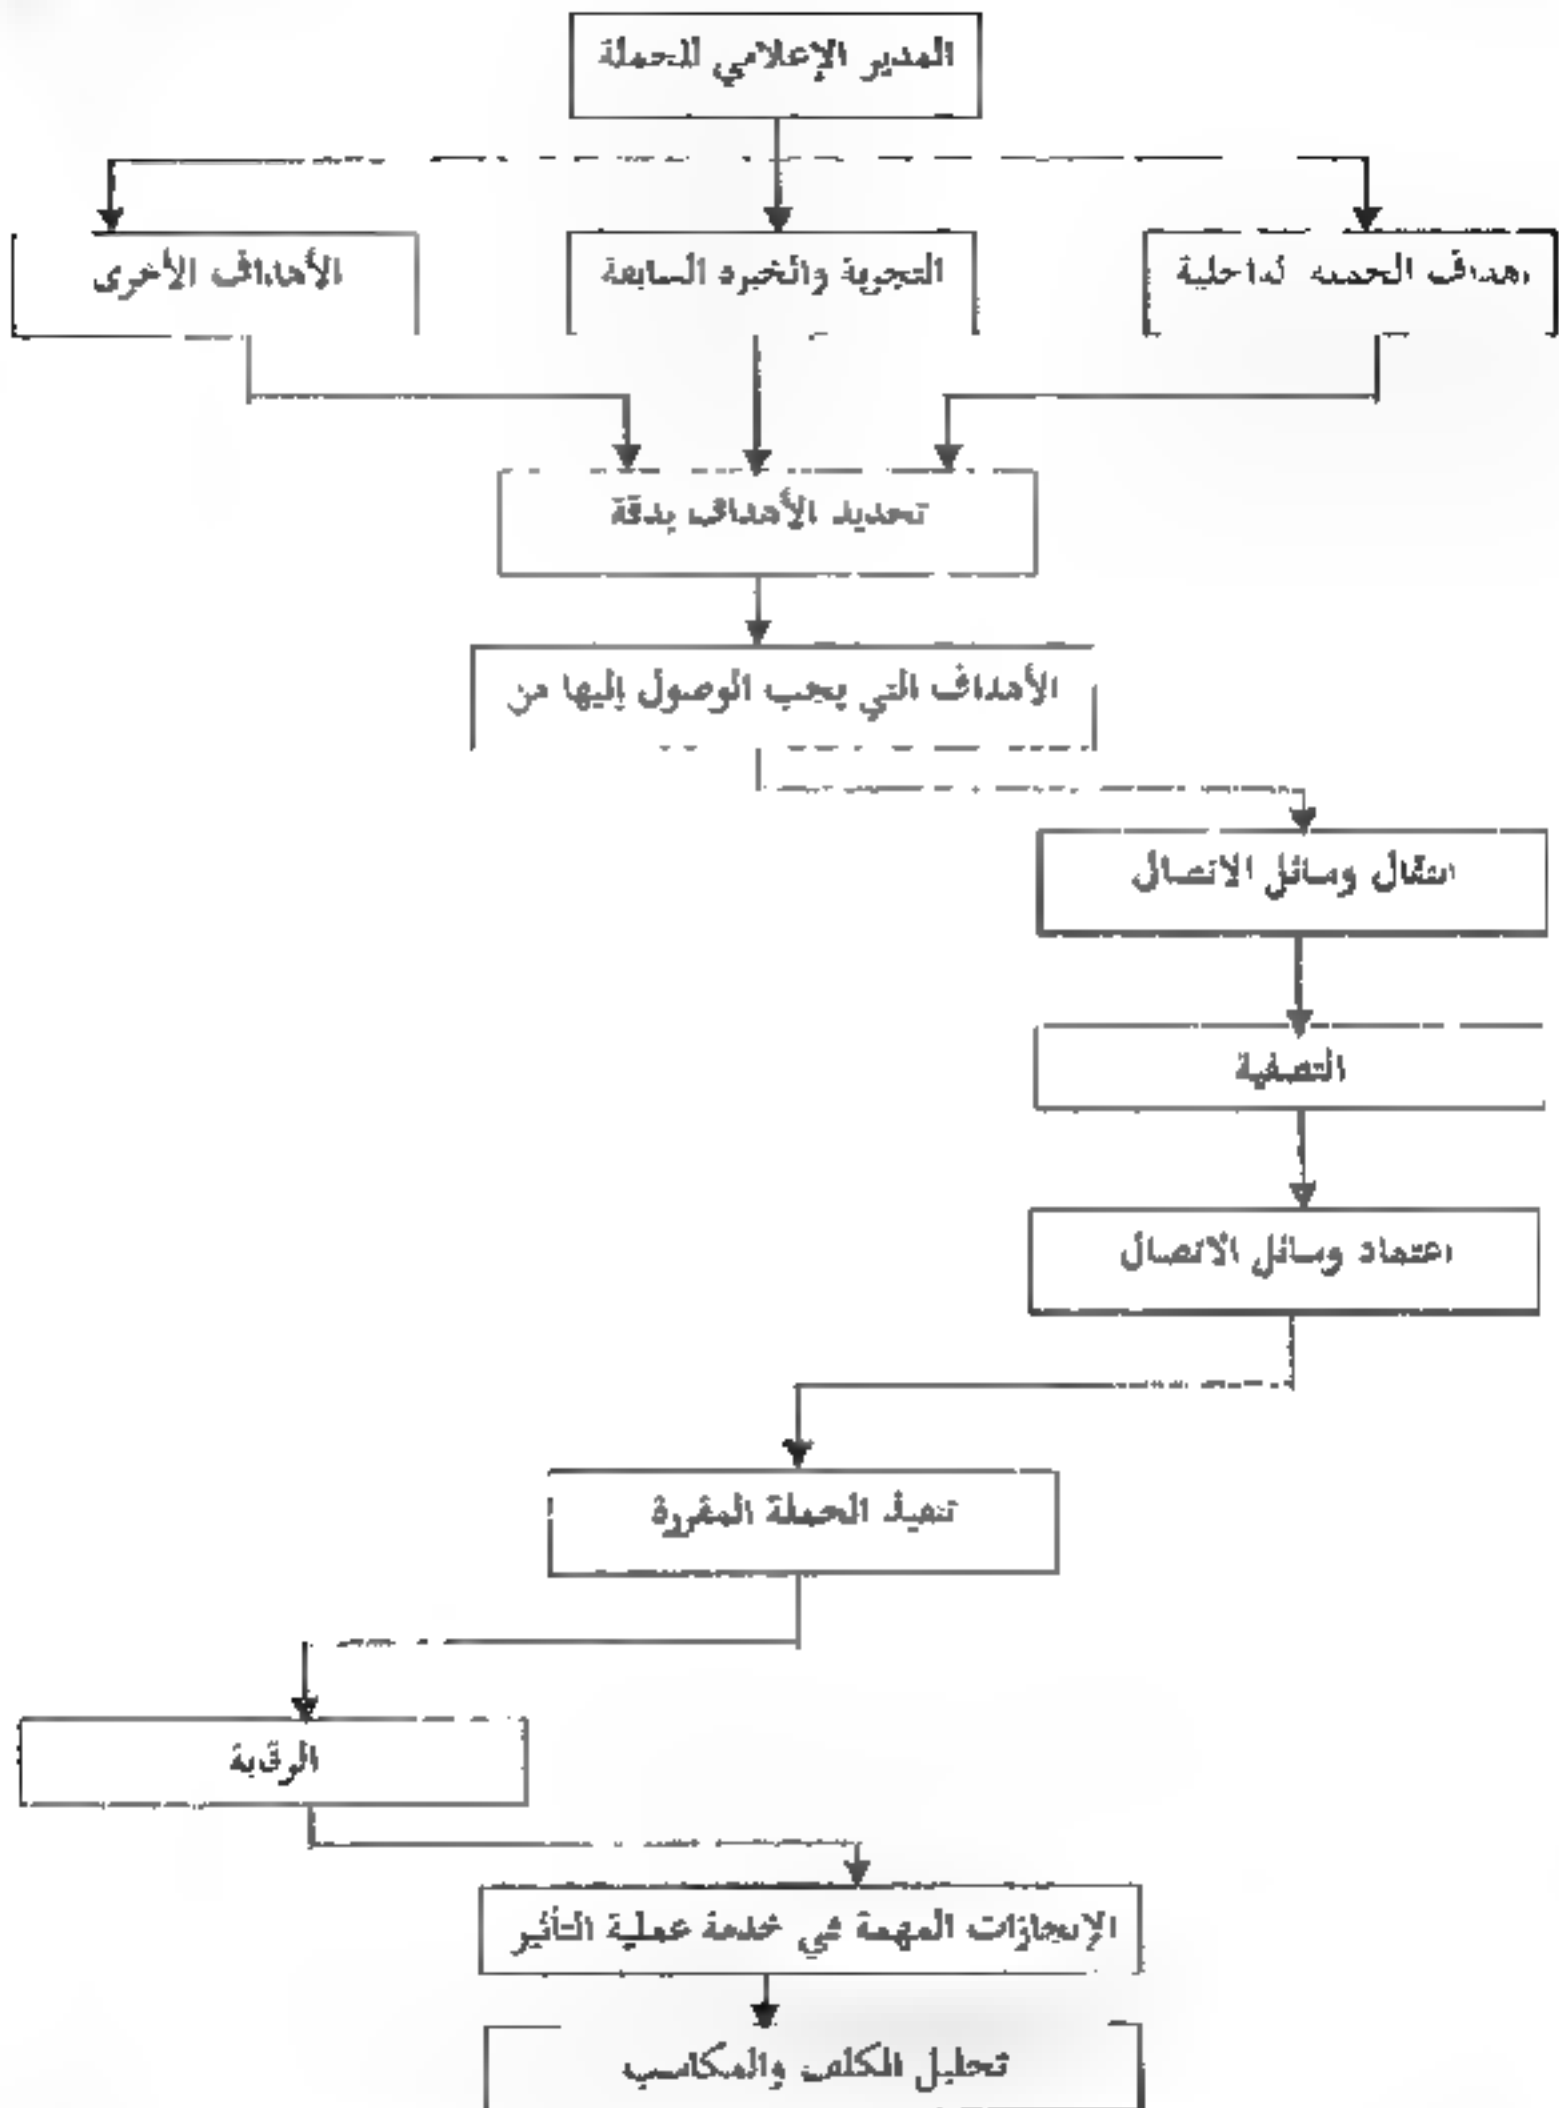 المدير الإعلامي للحملة
أهداف الحملة الداخلية
التجربة والخبرة السابقة
الأهداف الأخرى
تحديد الأهداف بدقة
الأهداف التي يجب الوصول إليها من
انتقال وسائل الاتصال
التصفية
اعتماد وسائل الاتصال
تنفيذ الحملة المقررة
الرقابة
الإنجازات المهمة في خدمة عملية التأثير
تحليل الكلف والمكاسب